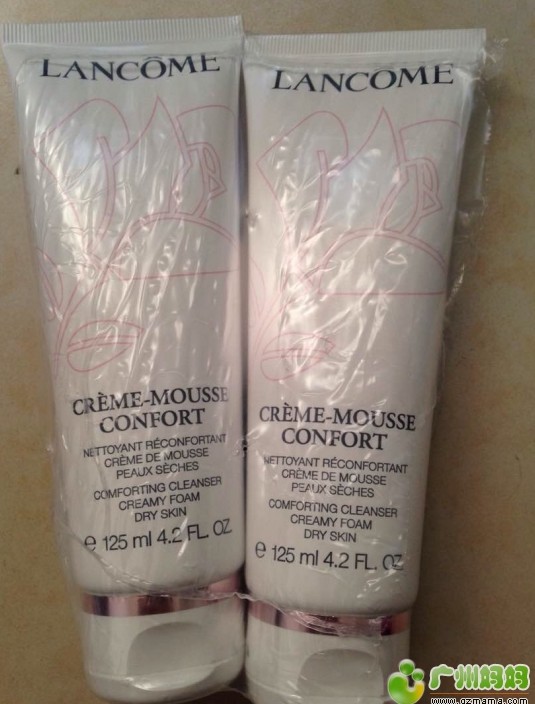 LANCÔME
CRÈME-MOUSSE
CONFORT
NETTOYANT RÉCONFORTANT
CRÈME DE MOUSSE
PEAUX SÈCHES
COMFORTING CLEANSER
CREAMY FOAM
DRY SKIN
e 125 ml 4.2 FL. OZ
LANCÔME
CRÈME-MOUSSE
CONFORT
NETTOYANT RÉCONFORTANT
CRÈME DE MOUSSE
PEAUX SÈCHES
COMFORTING CLEANSER
CREAMY FOAM
DRY SKIN
e 125 ml 4.2 FL. OZ
广州妈妈
www.gzmama.com